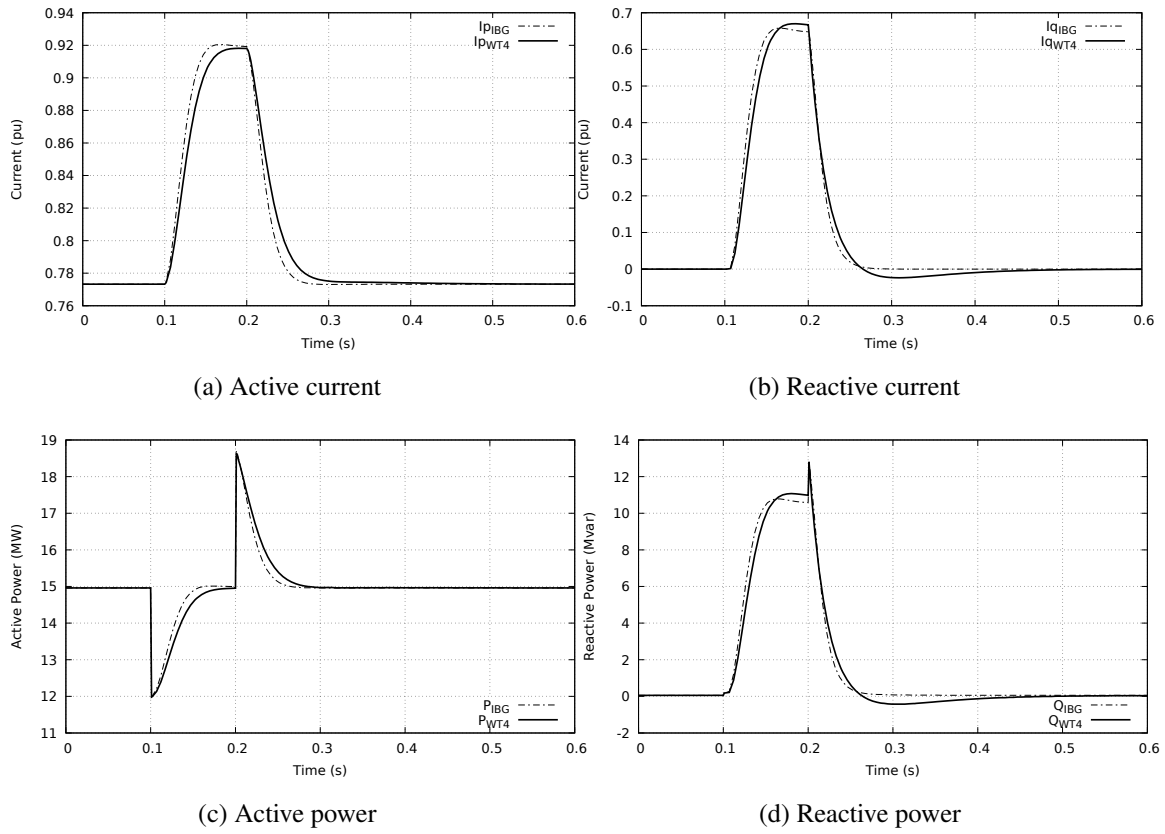 0.94
0.92
0.9
0.88
0.86
0.84
0.82
0.8
0.78
0.76
Current (pu)
Ip_IBG
Ip_WT4
0 0.1 0.2 0.3 0.4 0.5 0.6
Time (s)
(a) Active current
0.7
0.6
0.5
0.4
0.3
0.2
0.1
0
-0.1
Current (pu)
Iq_IBG
Iq_WT4
0 0.1 0.2 0.3 0.4 0.5 0.6
Time (s)
(b) Reactive current
19
18
17
16
15
14
13
12
11
Active Power (MW)
P_IBG
P_WT4
0 0.1 0.2 0.3 0.4 0.5 0.6
Time (s)
(c) Active power
14
12
10
8
6
4
2
0
-2
Reactive Power (Mvar)
Q_IBG
Q_WT4
0 0.1 0.2 0.3 0.4 0.5 0.6
Time (s)
(d) Reactive power